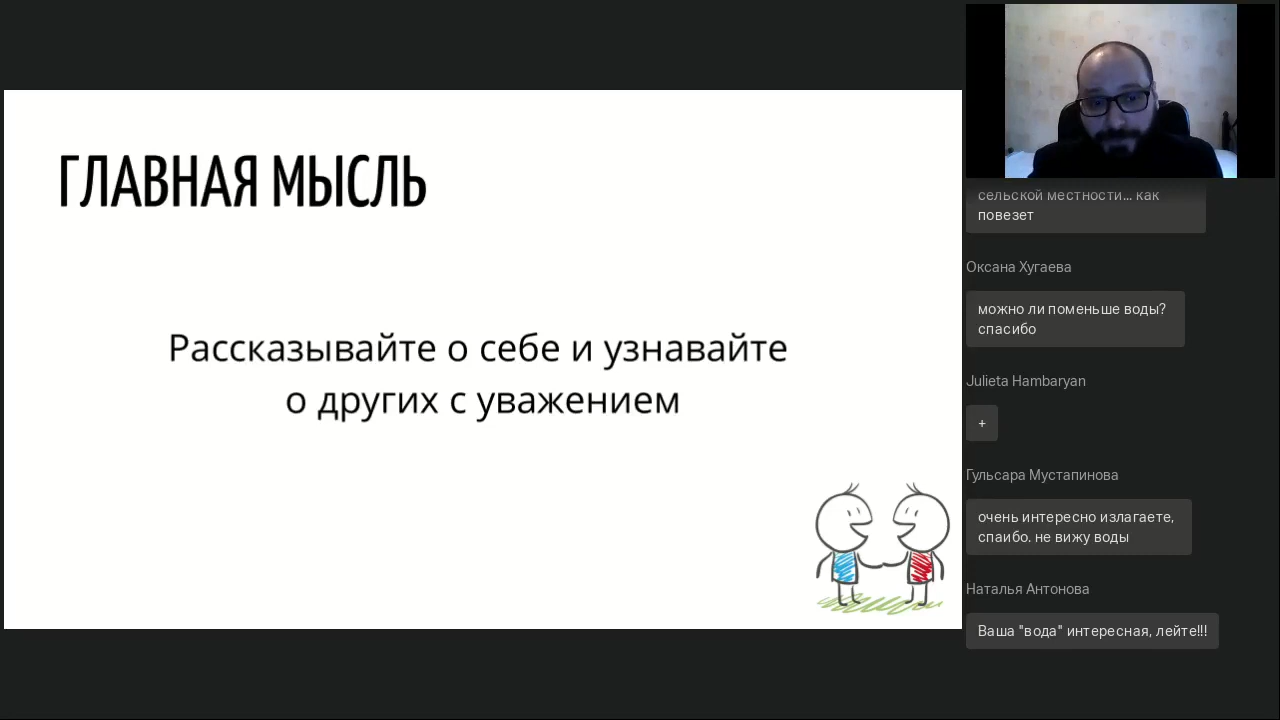 ГЛАВНАЯ МЫСЛЬ
Рассказывайте о себе и узнавайте
о других с уважением
сельской местности... как
повезет
Оксана Хугаева
можно ли поменьше воды?
спасибо
Julieta Hambaryan
+
Гульсара Мустапинова
очень интересно излагаете,
спаибо. не вижу воды
Наталья Антонова
Ваша "вода" интересная, лейте!!!